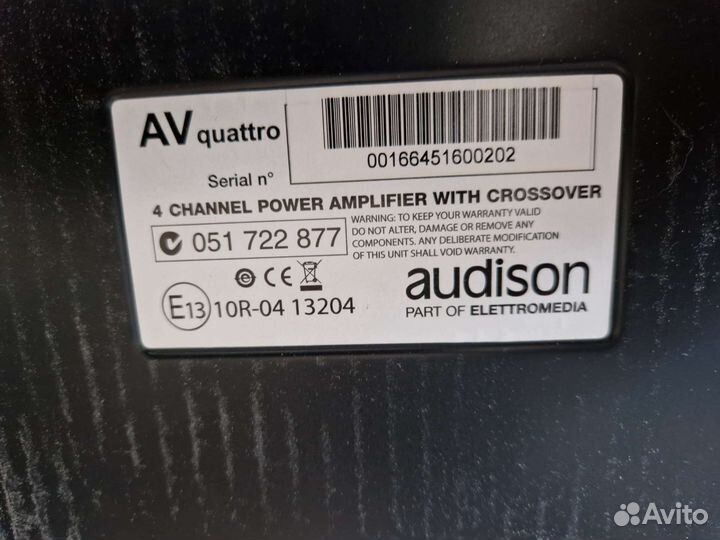 AV quattro
Serial n°
00166451600202
4 CHANNEL POWER AMPLIFIER WITH CROSSOVER
051 722 877
WARNING: TO KEEP YOUR WARRANTY VALID
DO NOT ALTER, DAMAGE OR REMOVE ANY
COMPONENTS. ANY DELIBERATE MODIFICATION
OF THIS UNIT SHALL VOID WARRANTY.
e CE
E13 10R-04 13204
audison
PART OF ELETTROMEDIA
Avito